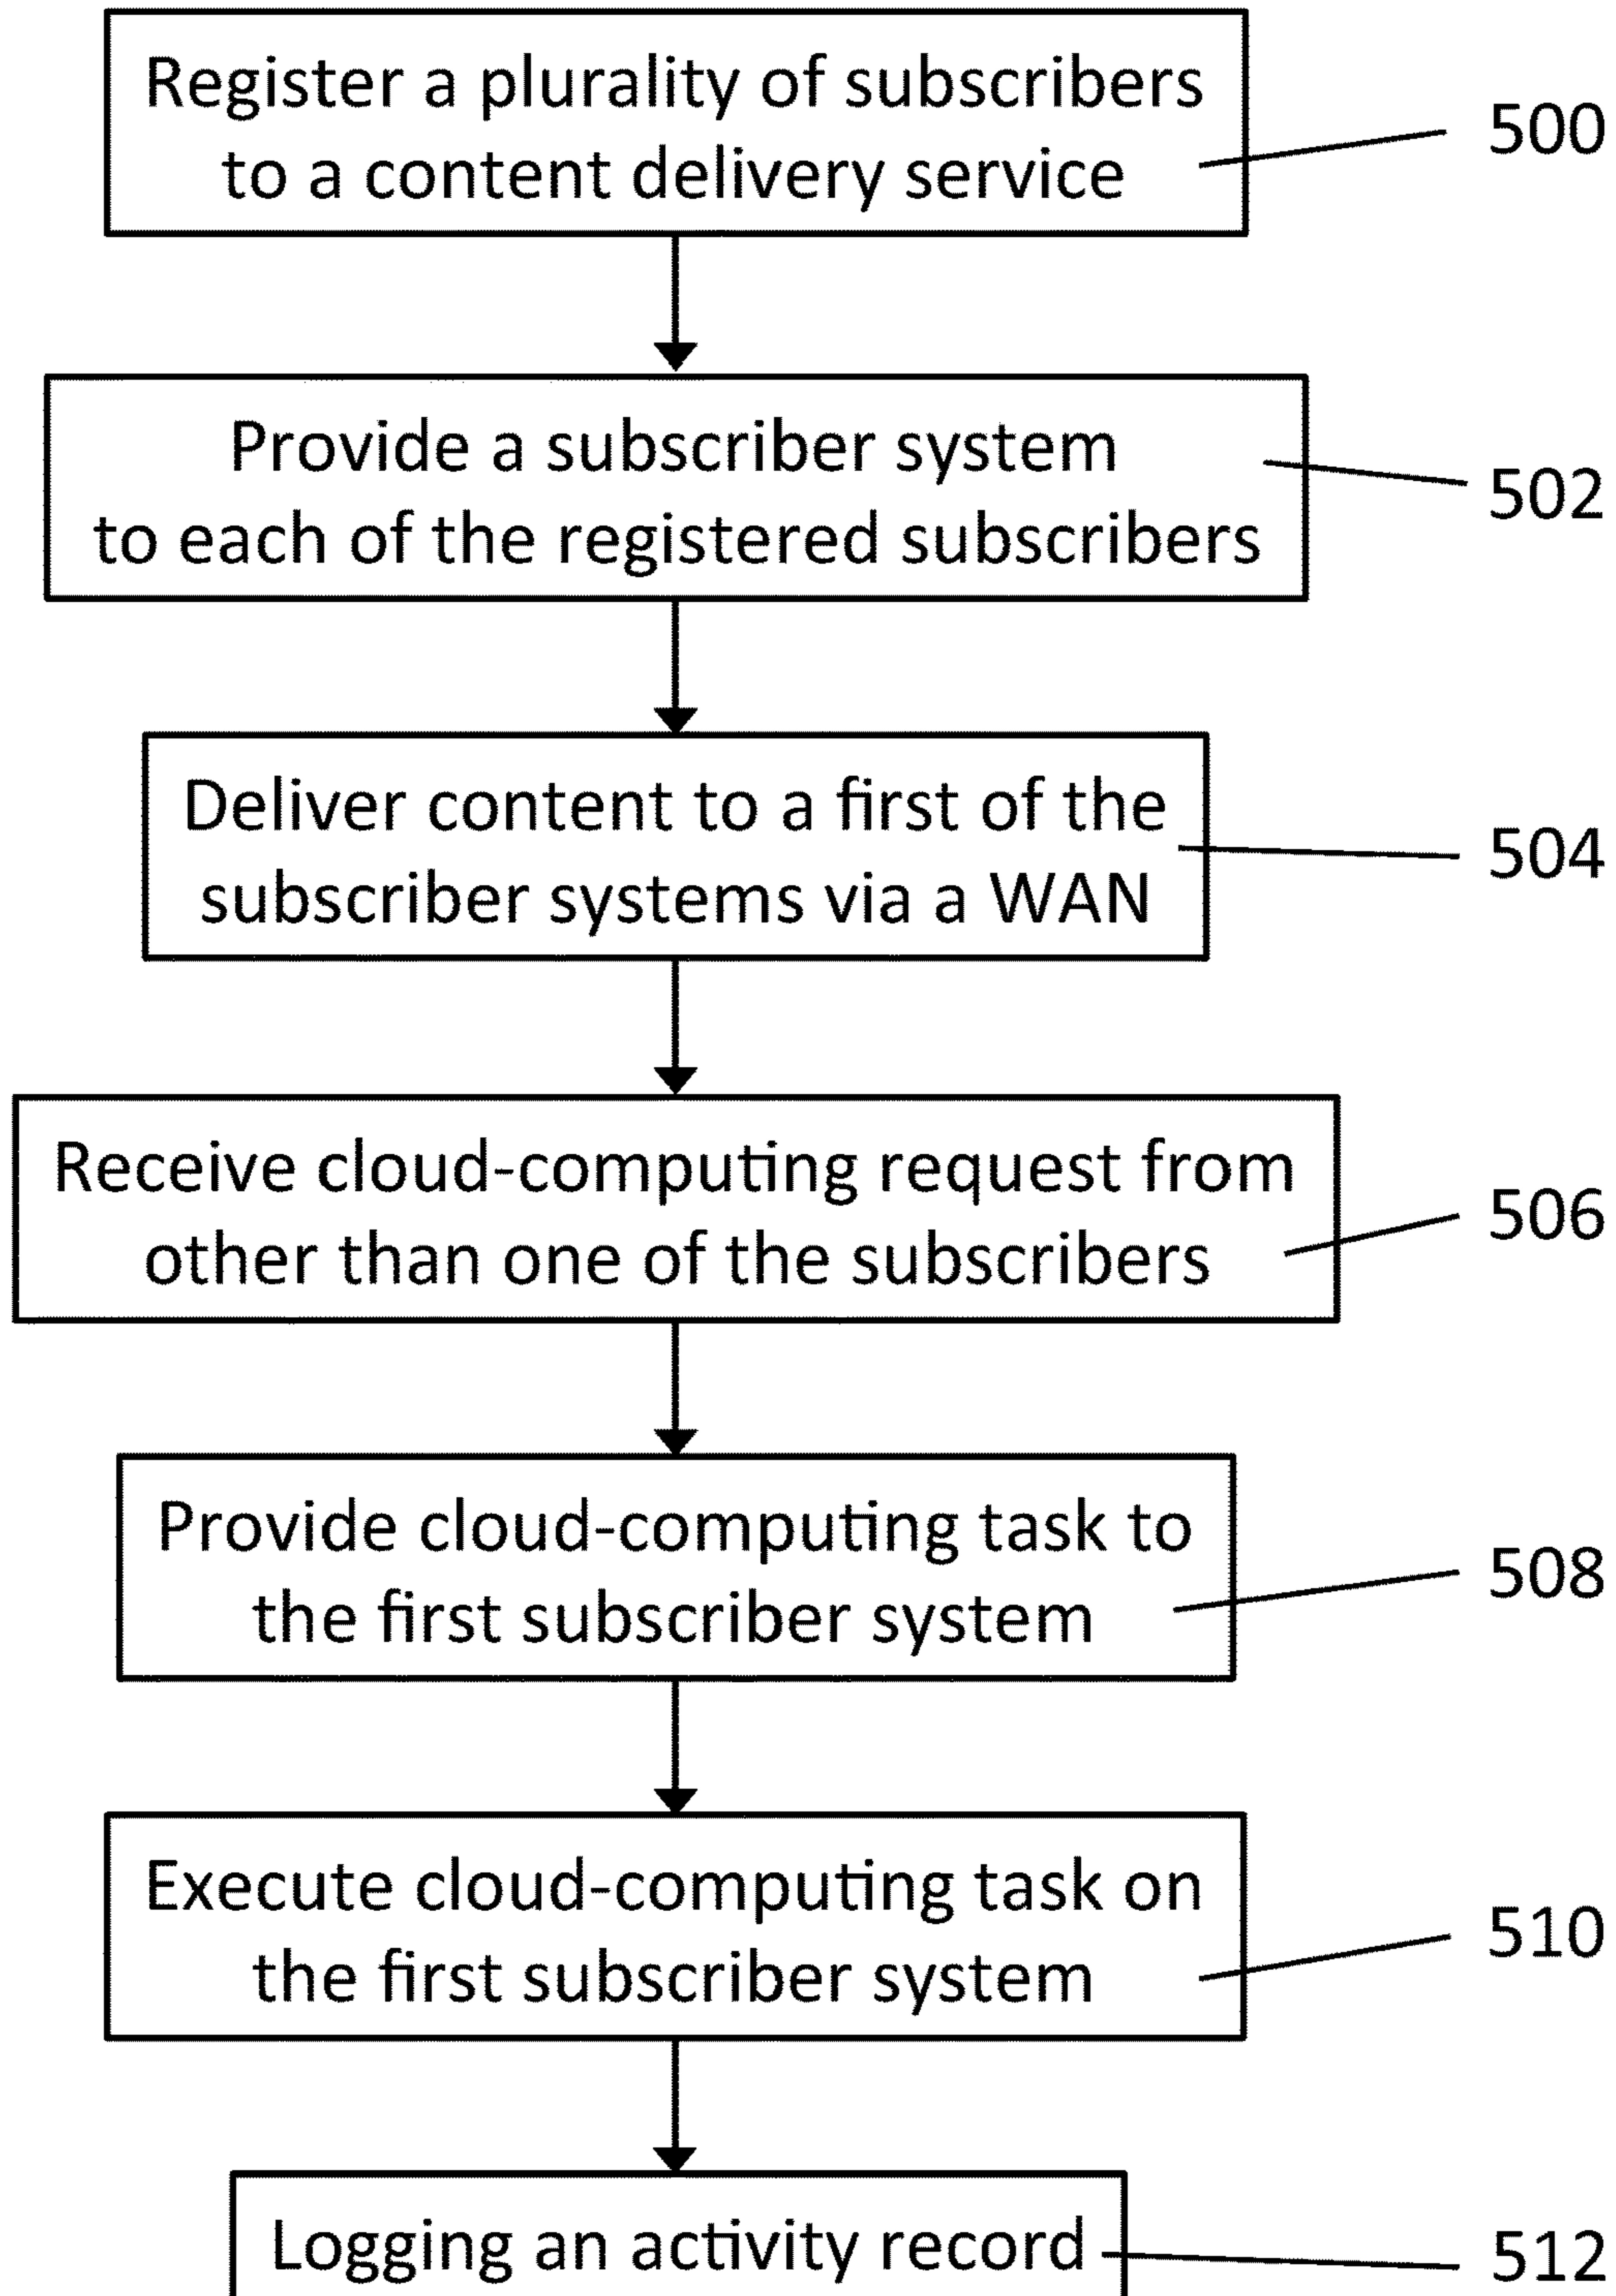 Register a plurality of subscribers
to a content delivery service
500
Provide a subscriber system
to each of the registered subscribers
502
Deliver content to a first of the
subscriber systems via a WAN
504
Receive cloud-computing request from
other than one of the subscribers
506
Provide cloud-computing task to
the first subscriber system
508
Execute cloud-computing task on
the first subscriber system
510
Logging an activity record
512